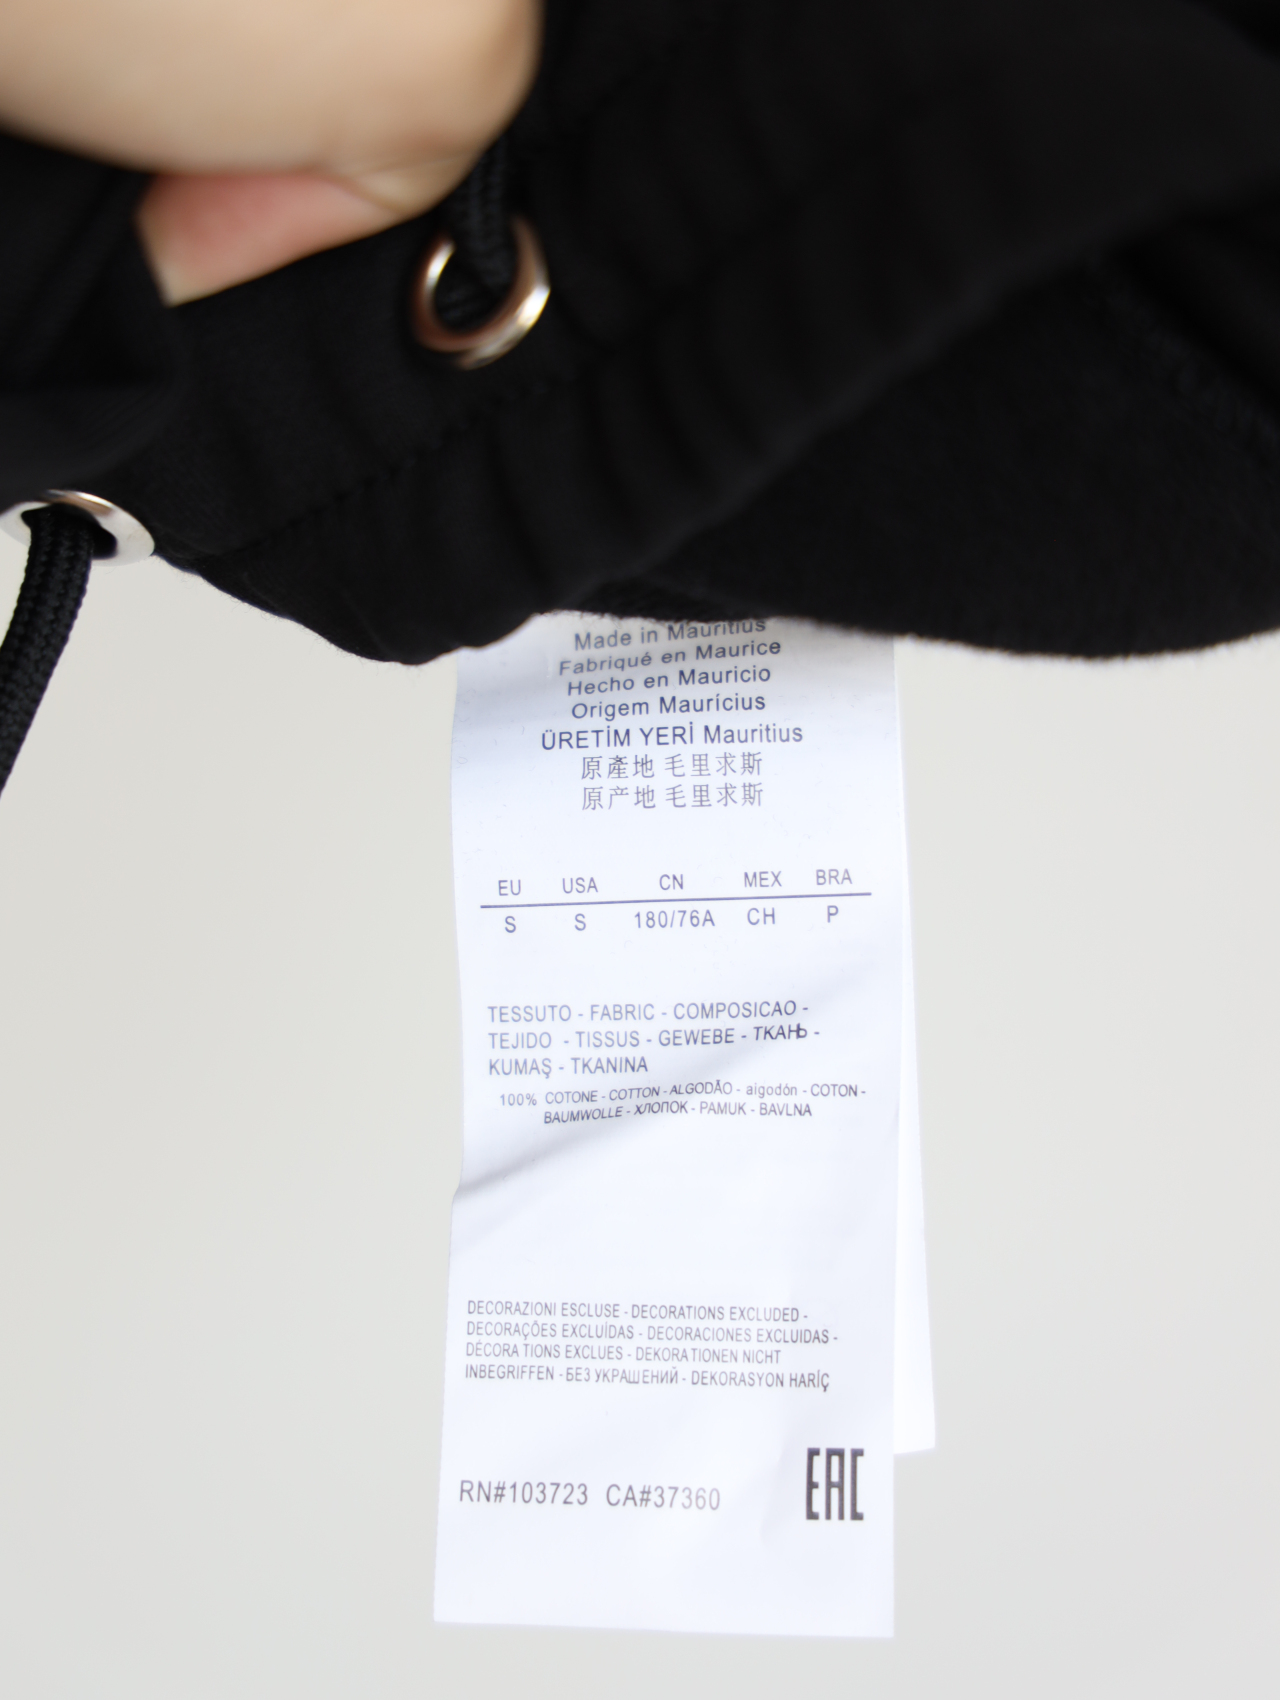 Made in Mauritius
Fabriqué en Maurice
Hecho en Mauricio
Origem Maurícius
ÜRETİM YERİ Mauritius
原產地 毛里求斯
原产地 毛里求斯
EU USA CN MEX BRA
S S 180/76A CH P
TESSUTO - FABRIC - COMPOSICAO -
TEJIDO - TISSUS - GEWEBE - ТКАНЬ -
KUMAŞ - TKANINA
100% COTONE - COTTON - ALGODÃO - algodón - COTON -
BAUMWOLLE - ХЛОПОК - PAMUK - BAVLNA
DECORAZIONI ESCLUSE - DECORATIONS EXCLUDED -
DECORAÇÕES EXCLUÍDAS - DECORACIONES EXCLUIDAS -
DÉCORATIONS EXCLUES - DEKORATIONEN NICHT
INBEGRIFFEN - БЕЗ УКРАШЕНИЙ - DEKORASYON HARİÇ
EAC
RN#103723 CA#37360